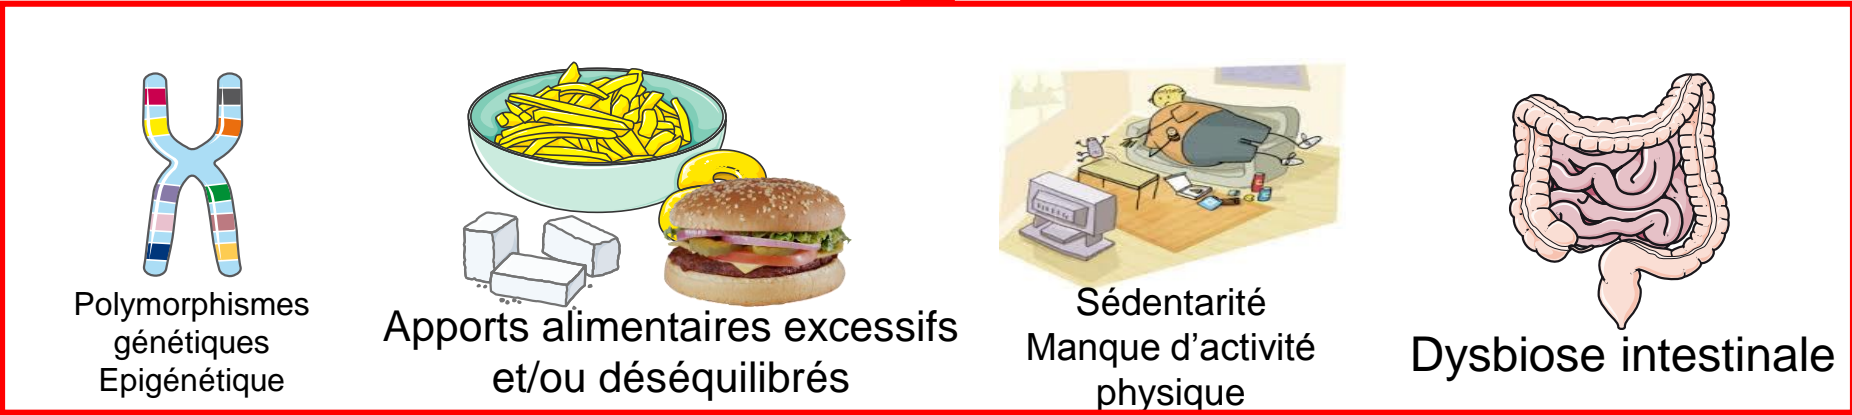 Polymorphismes
génétiques
Epigénétique
Apports alimentaires excessifs
et/ou déséquilibrés
Sédentarité
Manque d’activité
physique
Dysbiose intestinale